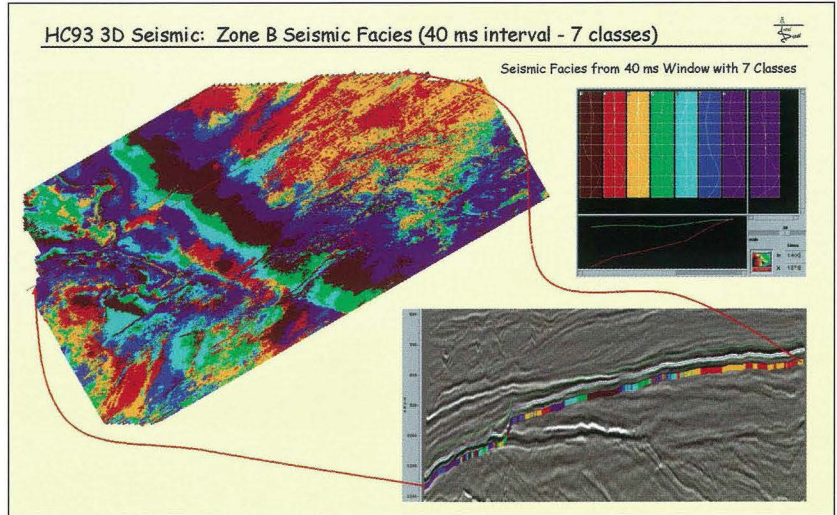 HC93 3D Seismic: Zone B Seismic Facies (40 ms interval - 7 classes)
Seismic Facies from 40 ms Window with 7 Classes